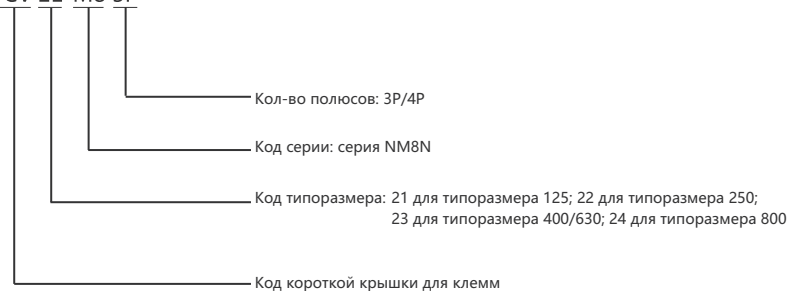 Кол-во полюсов: 3P/4P
Код серии: серия NM8N
Код типоразмера: 21 для типоразмера 125; 22 для типоразмера 250;
23 для типоразмера 400/630; 24 для типоразмера 800
Код короткой крышки для клемм